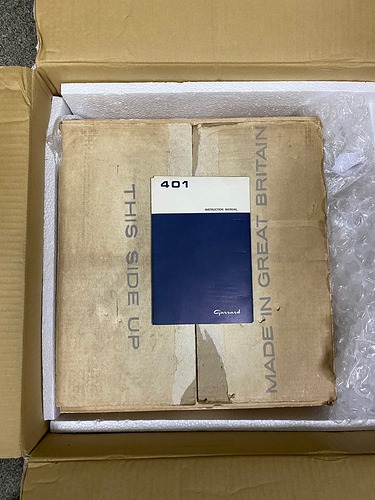 THIS SIDE UP
401
INSTRUCTION MANUAL
Garrard
MADE IN GREAT BRITAIN